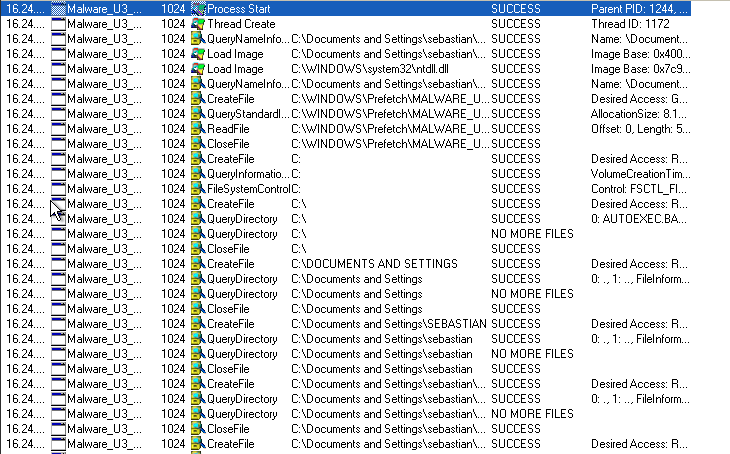 16.24.... Malware_U3_... 1024 Process Start SUCCESS Parent PID: 1244, ...
16.24.... Malware_U3_... 1024 Thread Create SUCCESS Thread ID: 1172
16.24.... Malware_U3_... 1024 QueryNameInfo... C:\Documents and Settings\sebastian\... SUCCESS Name: \Document...
16.24.... Malware_U3_... 1024 Load Image C:\Documents and Settings\sebastian\... SUCCESS Image Base: 0x400...
16.24.... Malware_U3_... 1024 Load Image C:\WINDOWS\system32\ntdll.dll SUCCESS Image Base: 0x7c9...
16.24.... Malware_U3_... 1024 QueryNameInfo... C:\Documents and Settings\sebastian\... SUCCESS Name: \Document...
16.24.... Malware_U3_... 1024 CreateFile C:\WINDOWS\Prefetch\MALWARE_U... SUCCESS Desired Access: G...
16.24.... Malware_U3_... 1024 QueryStandardI... C:\WINDOWS\Prefetch\MALWARE_U... SUCCESS AllocationSize: 8.1...
16.24.... Malware_U3_... 1024 ReadFile C:\WINDOWS\Prefetch\MALWARE_U... SUCCESS Offset: 0, Length: 5...
16.24.... Malware_U3_... 1024 CloseFile C:\WINDOWS\Prefetch\MALWARE_U... SUCCESS
16.24.... Malware_U3_... 1024 CreateFile C: SUCCESS Desired Access: R...
16.24.... Malware_U3_... 1024 QueryInformatio... C: SUCCESS VolumeCreationTim...
16.24.... Malware_U3_... 1024 FileSystemControl C: SUCCESS Control: FSCTL_FI...
16.24.... Malware_U3_... 1024 CreateFile C:\ SUCCESS Desired Access: R...
16.24.... Malware_U3_... 1024 QueryDirectory C:\ SUCCESS 0: AUTOEXEC.BA...
16.24.... Malware_U3_... 1024 QueryDirectory C:\ NO MORE FILES
16.24.... Malware_U3_... 1024 CloseFile C:\ SUCCESS
16.24.... Malware_U3_... 1024 CreateFile C:\DOCUMENTS AND SETTINGS SUCCESS Desired Access: R...
16.24.... Malware_U3_... 1024 QueryDirectory C:\Documents and Settings SUCCESS 0: ., 1: .., FileInform...
16.24.... Malware_U3_... 1024 QueryDirectory C:\Documents and Settings NO MORE FILES
16.24.... Malware_U3_... 1024 CloseFile C:\Documents and Settings SUCCESS
16.24.... Malware_U3_... 1024 CreateFile C:\Documents and Settings\SEBASTIAN SUCCESS Desired Access: R...
16.24.... Malware_U3_... 1024 QueryDirectory C:\Documents and Settings\sebastian SUCCESS 0: ., 1: .., FileInform...
16.24.... Malware_U3_... 1024 QueryDirectory C:\Documents and Settings\sebastian NO MORE FILES
16.24.... Malware_U3_... 1024 CloseFile C:\Documents and Settings\sebastian SUCCESS
16.24.... Malware_U3_... 1024 CreateFile C:\Documents and Settings\sebastian\... SUCCESS Desired Access: R...
16.24.... Malware_U3_... 1024 QueryDirectory C:\Documents and Settings\sebastian\... SUCCESS 0: ., 1: .., FileInform...
16.24.... Malware_U3_... 1024 QueryDirectory C:\Documents and Settings\sebastian\... NO MORE FILES
16.24.... Malware_U3_... 1024 CloseFile C:\Documents and Settings\sebastian\... SUCCESS
16.24.... Malware_U3_... 1024 CreateFile C:\Documents and Settings\sebastian\... SUCCESS Desired Access: R...